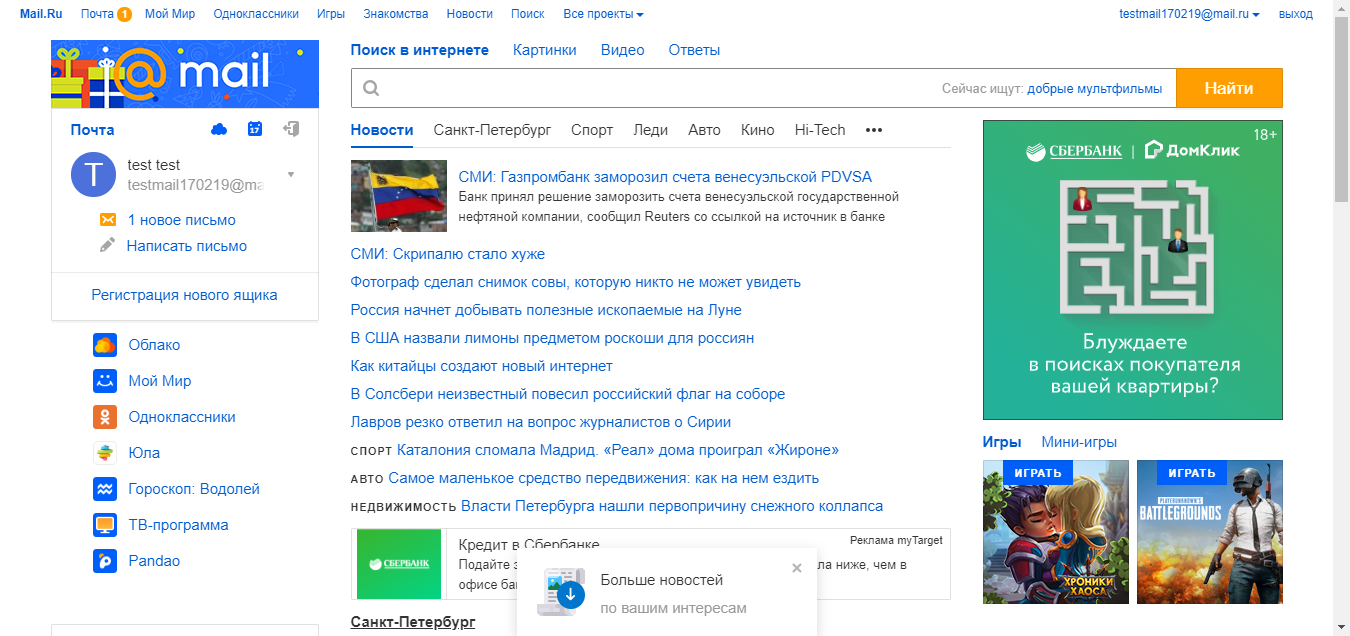 Mail.Ru Почта 1 Мой Мир Одноклассники Игры Знакомства Новости Поиск Все проекты testmail170219@mail.ru выход
@mail
Почта 17
T
test test
testmail170219@ma
1 новое письмо
Написать письмо
Регистрация нового ящика
Облако
Мой Мир
Одноклассники
Юла
Гороскоп: Водолей
ТВ-программа
Pandao
Поиск в интернете Картинки Видео Ответы
Сейчас ищут: добрые мультфильмы Найти
Новости Санкт-Петербург Спорт Леди Авто Кино Hi-Tech •••
СМИ: Газпромбанк заморозил счета венесуэльской PDVSA
Банк принял решение заморозить счета венесуэльской государственной
нефтяной компании, сообщил Reuters со ссылкой на источник в банке
СМИ: Скрипалю стало хуже
Фотограф сделал снимок совы, которую никто не может увидеть
Россия начнет добывать полезные ископаемые на Луне
В США назвали лимоны предметом роскоши для россиян
Как китайцы создают новый интернет
В Солсбери неизвестный повесил российский флаг на соборе
Лавров резко ответил на вопрос журналистов о Сирии
СПОРТ Каталония сломала Мадрид. «Реал» дома проиграл «Жироне»
АВТО Самое маленькое средство передвижения: как на нем ездить
НЕДВИЖИМОСТЬ Власти Петербурга нашли первопричину снежного коллапса
СБЕРБАНК
Кредит в Сбербанке Реклама myTarget
Подайте ла ниже, чем в
офисе
Больше новостей
по вашим интересам
Санкт-Петербург
18+
СБЕРБАНК | ДомКлик
Блуждаете
в поисках покупателя
вашей квартиры?
Игры Мини-игры
ИГРАТЬ
ХРОНИКИ
ХАОСА
ИГРАТЬ
PLAYERUNKNOWN'S
BATTLEGROUNDS